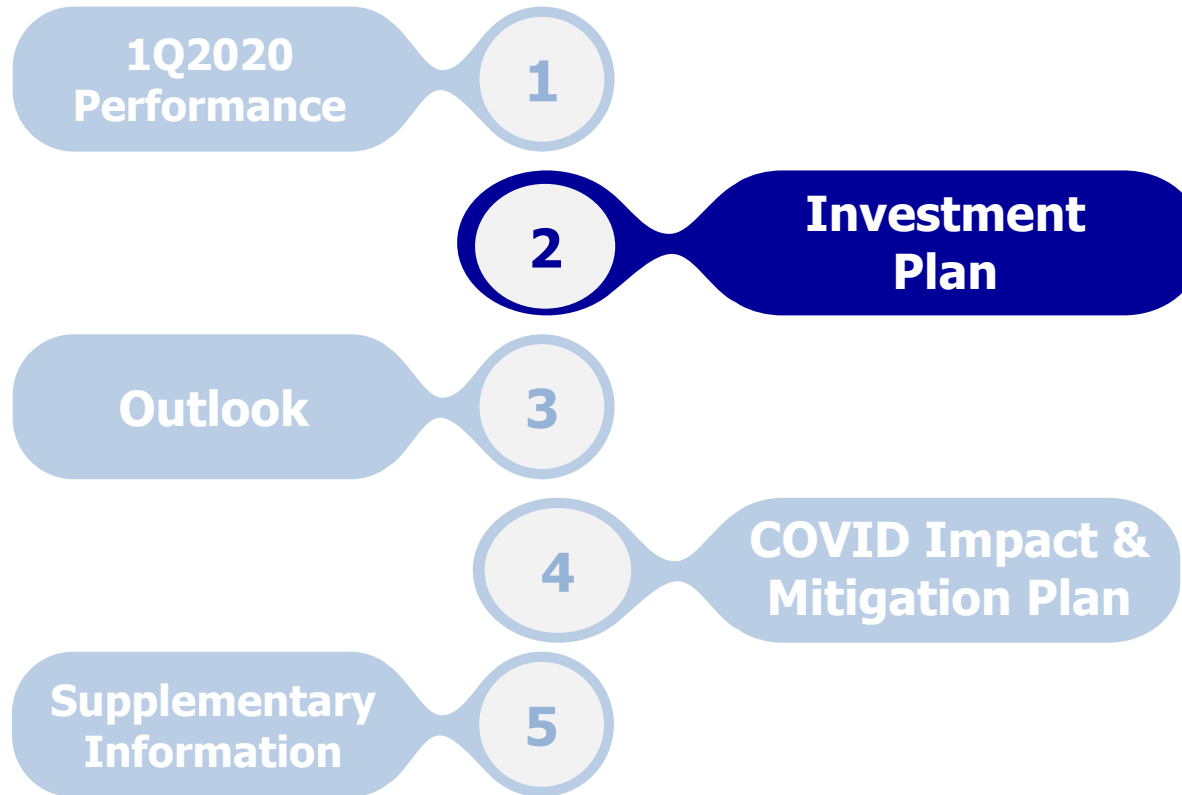 1Q2020
Performance
1
2
Investment
Plan
Outlook
3
4
COVID Impact &
Mitigation Plan
Supplementary
Information
5